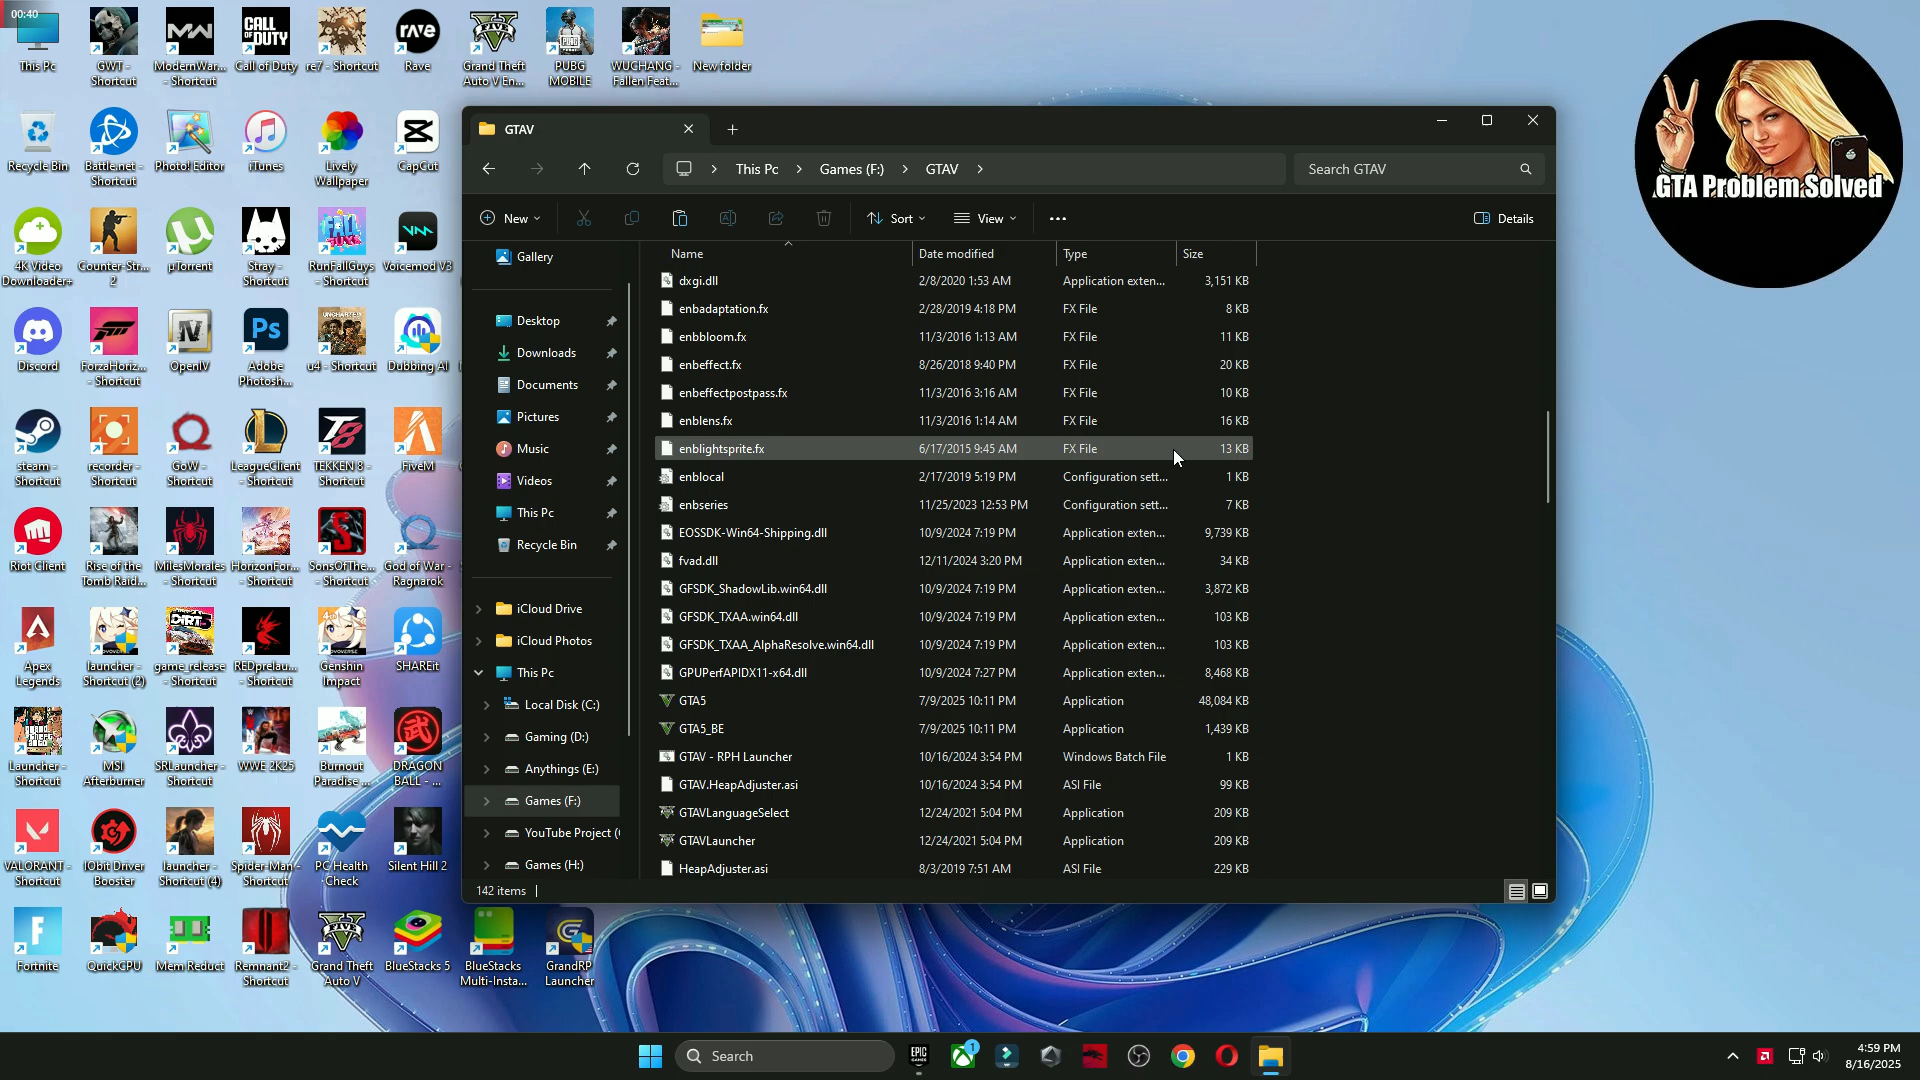 00:40
This Pc
GWT -
Shortcut
ModernWar...
- Shortcut
Call of Duty
re7 - Shortcut
Rave
Grand Theft
Auto V En...
PUBG
MOBILE
WUCHANG -
Fallen Feat...
New folder
Recycle Bin
Battle.net -
Shortcut
Photo! Editor
iTunes
Lively
Wallpaper
CapCut
4K Video
Downloader+
Counter-Str...
2
µTorrent
Stray -
Shortcut
RunFallGuys
- Shortcut
Voicemod V3
Discord
ForzaHoriz...
- Shortcut
OpenIV
Adobe
Photosh...
u4 - Shortcut
Dubbing AI
steam -
Shortcut
recorder -
Shortcut
GoW -
Shortcut
LeagueClient
- Shortcut
TEKKEN 8 -
Shortcut
FiveM
Riot Client
Rise of the
Tomb Raid...
MilesMorales
- Shortcut
HorizonFor...
- Shortcut
SonsOfThe...
- Shortcut
God of War -
Ragnarok
Apex
Legends
launcher -
Shortcut (2)
game_release
- Shortcut
REDprelau...
- Shortcut
Genshin
Impact
SHAREit
Launcher -
Shortcut
MSI
Afterburner
SRLauncher -
Shortcut
WWE 2K25
Burnout
Paradise ...
DRAGON
BALL - ...
VALORANT -
Shortcut
IObit Driver
Booster
launcher -
Shortcut (4)
Spider-Man -
Shortcut
PC Health
Check
Silent Hill 2
Fortnite
QuickCPU
Mem Reduct
Remnant2 -
Shortcut
Grand Theft
Auto V
BlueStacks 5
BlueStacks
Multi-Insta...
GrandRP
Launcher
GTAV
This Pc > Games (F:) > GTAV >
Search GTAV
New
Sort
View
Details
Gallery
Desktop
Downloads
Documents
Pictures
Music
Videos
This Pc
Recycle Bin
iCloud Drive
iCloud Photos
This Pc
Local Disk (C:)
Gaming (D:)
Anythings (E:)
Games (F:)
YouTube Project (
Games (H:)
Name Date modified Type Size
dxgi.dll 2/8/2020 1:53 AM Application exten... 3,151 KB
enbadaptation.fx 2/28/2019 4:18 PM FX File 8 KB
enbbloom.fx 11/3/2016 1:13 AM FX File 11 KB
enbeffect.fx 8/26/2018 9:40 PM FX File 20 KB
enbeffectpostpass.fx 11/3/2016 3:16 AM FX File 10 KB
enblens.fx 11/3/2016 1:14 AM FX File 16 KB
enblightsprite.fx 6/17/2015 9:45 AM FX File 13 KB
enblocal 2/17/2019 5:19 PM Configuration sett... 1 KB
enbseries 11/25/2023 12:53 PM Configuration sett... 7 KB
EOSSDK-Win64-Shipping.dll 10/9/2024 7:19 PM Application exten... 9,739 KB
fvad.dll 12/11/2024 3:20 PM Application exten... 34 KB
GFSDK_ShadowLib.win64.dll 10/9/2024 7:19 PM Application exten... 3,872 KB
GFSDK_TXAA.win64.dll 10/9/2024 7:19 PM Application exten... 103 KB
GFSDK_TXAA_AlphaResolve.win64.dll 10/9/2024 7:19 PM Application exten... 103 KB
GPUPerfAPIDX11-x64.dll 10/9/2024 7:27 PM Application exten... 8,468 KB
GTA5 7/9/2025 10:11 PM Application 48,084 KB
GTA5_BE 7/9/2025 10:11 PM Application 1,439 KB
GTAV - RPH Launcher 10/16/2024 3:54 PM Windows Batch File 1 KB
GTAV.HeapAdjuster.asi 10/16/2024 3:54 PM ASI File 99 KB
GTAVLanguageSelect 12/24/2021 5:04 PM Application 209 KB
GTAVLauncher 12/24/2021 5:04 PM Application 209 KB
HeapAdjuster.asi 8/3/2019 7:51 AM ASI File 229 KB
142 items
GTA Problem Solved
Search
EPIC
GAMES
1
4:59 PM
8/16/2025